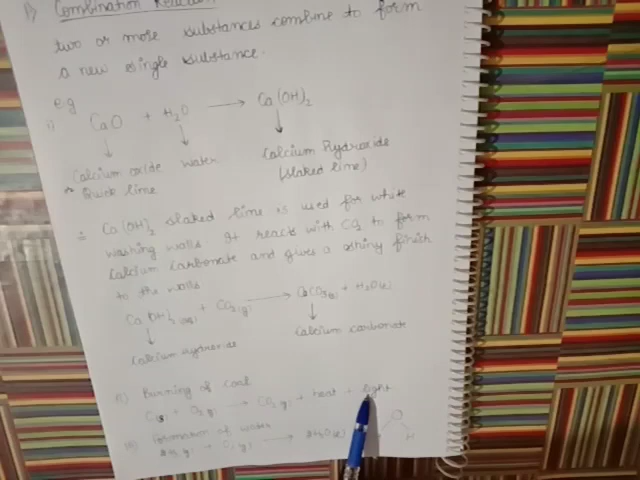 1) Combination Reaction
two or more substances combine to form
a new single substance.
e.g
i) CaO + H₂O → Ca(OH)₂
Calcium oxide water Calcium Hydroxide
Quick lime (slaked lime)
Ca(OH)₂ slaked lime is used for white
washing walls It reacts with CO₂ to form
Calcium Carbonate and gives a shiny finish
to the walls
Ca(OH)₂ (aq) + CO₂(g) → CaCO₃(s) + H₂O(l)
Calcium hydroxide Calcium carbonate
ii) Burning of coal
C(s) + O₂(g) → CO₂(g) + heat + light
iii) Formation of water
2H₂(g) + O₂(g) → 2H₂O(l) O
H